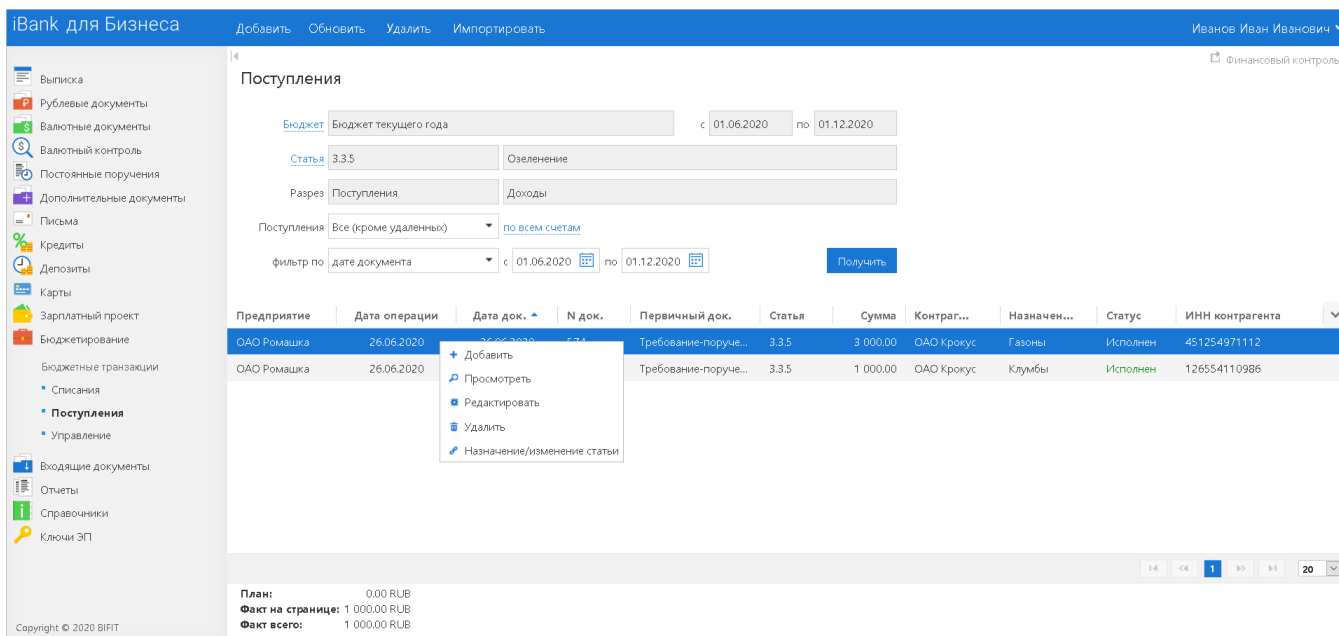 iBank для Бизнеса
Добавить Обновить Удалить Импортировать
Иванов Иван Иванович
Финансовый контроль
Выписка
Рублевые документы
Валютные документы
Валютный контроль
Постоянные поручения
Дополнительные документы
Письма
Кредиты
Депозиты
Карты
Зарплатный проект
Бюджетирование
Бюджетные транзакции
Списания
Поступления
Управление
Входящие документы
Отчеты
Справочники
Ключи ЭП
Copyright © 2020 BIFIT
Поступления
Бюджет Бюджет текущего года с 01.06.2020 по 01.12.2020
Статья 3.3.5 Озеленение
Разрез Поступления Доходы
Поступления Все (кроме удаленных) по всем счетам
фильтр по дате документа с 01.06.2020 по 01.12.2020 Получить
Предприятие Дата операции Дата док. N док. Первичный док. Статья Сумма Контраг... Назначен... Статус ИНН контрагента
ОАО Ромашка 26.06.2020 26.06.2020 574 Требование-поруче... 3.3.5 3 000.00 ОАО Крокус Газоны Исполнен 451254971112
ОАО Ромашка 26.06.2020 Требование-поруче... 3.3.5 1 000.00 ОАО Крокус Клумбы Исполнен 126554110986
Добавить
Просмотреть
Редактировать
Удалить
Назначение/изменение статьи
1 20
План: 0.00 RUB
Факт на странице: 1 000.00 RUB
Факт всего: 1 000.00 RUB